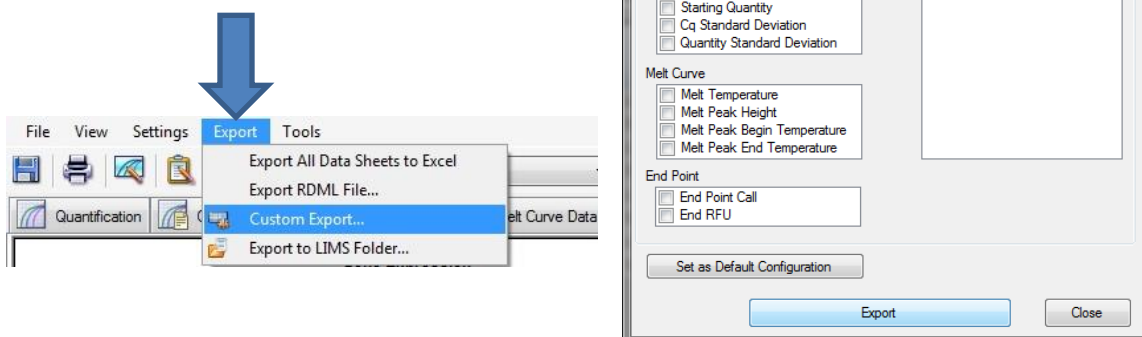 File View Settings Export Tools
Export All Data Sheets to Excel
Export RDML File...
Quantification
Custom Export...
elt Curve Data
Export to LIMS Folder...
Starting Quantity
Cq Standard Deviation
Quantity Standard Deviation
Melt Curve
Melt Temperature
Melt Peak Height
Melt Peak Begin Temperature
Melt Peak End Temperature
End Point
End Point Call
End RFU
Set as Default Configuration
Export Close